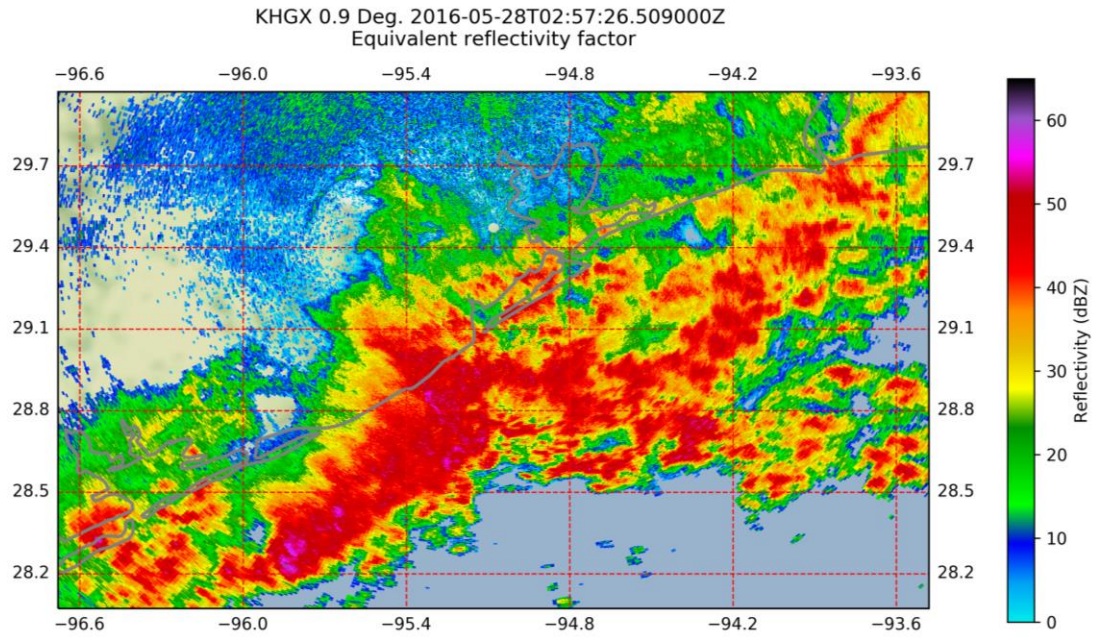 KHGX 0.9 Deg. 2016-05-28T02:57:26.509000Z
Equivalent reflectivity factor
−96.6 −96.0 −95.4 −94.8 −94.2 −93.6
29.7 29.7
29.4 29.4
29.1 29.1
28.8 28.8
28.5 28.5
28.2 28.2
−96.6 −96.0 −95.4 −94.8 −94.2 −93.6
60
50
40
30
20
10
0
Reflectivity (dBZ)